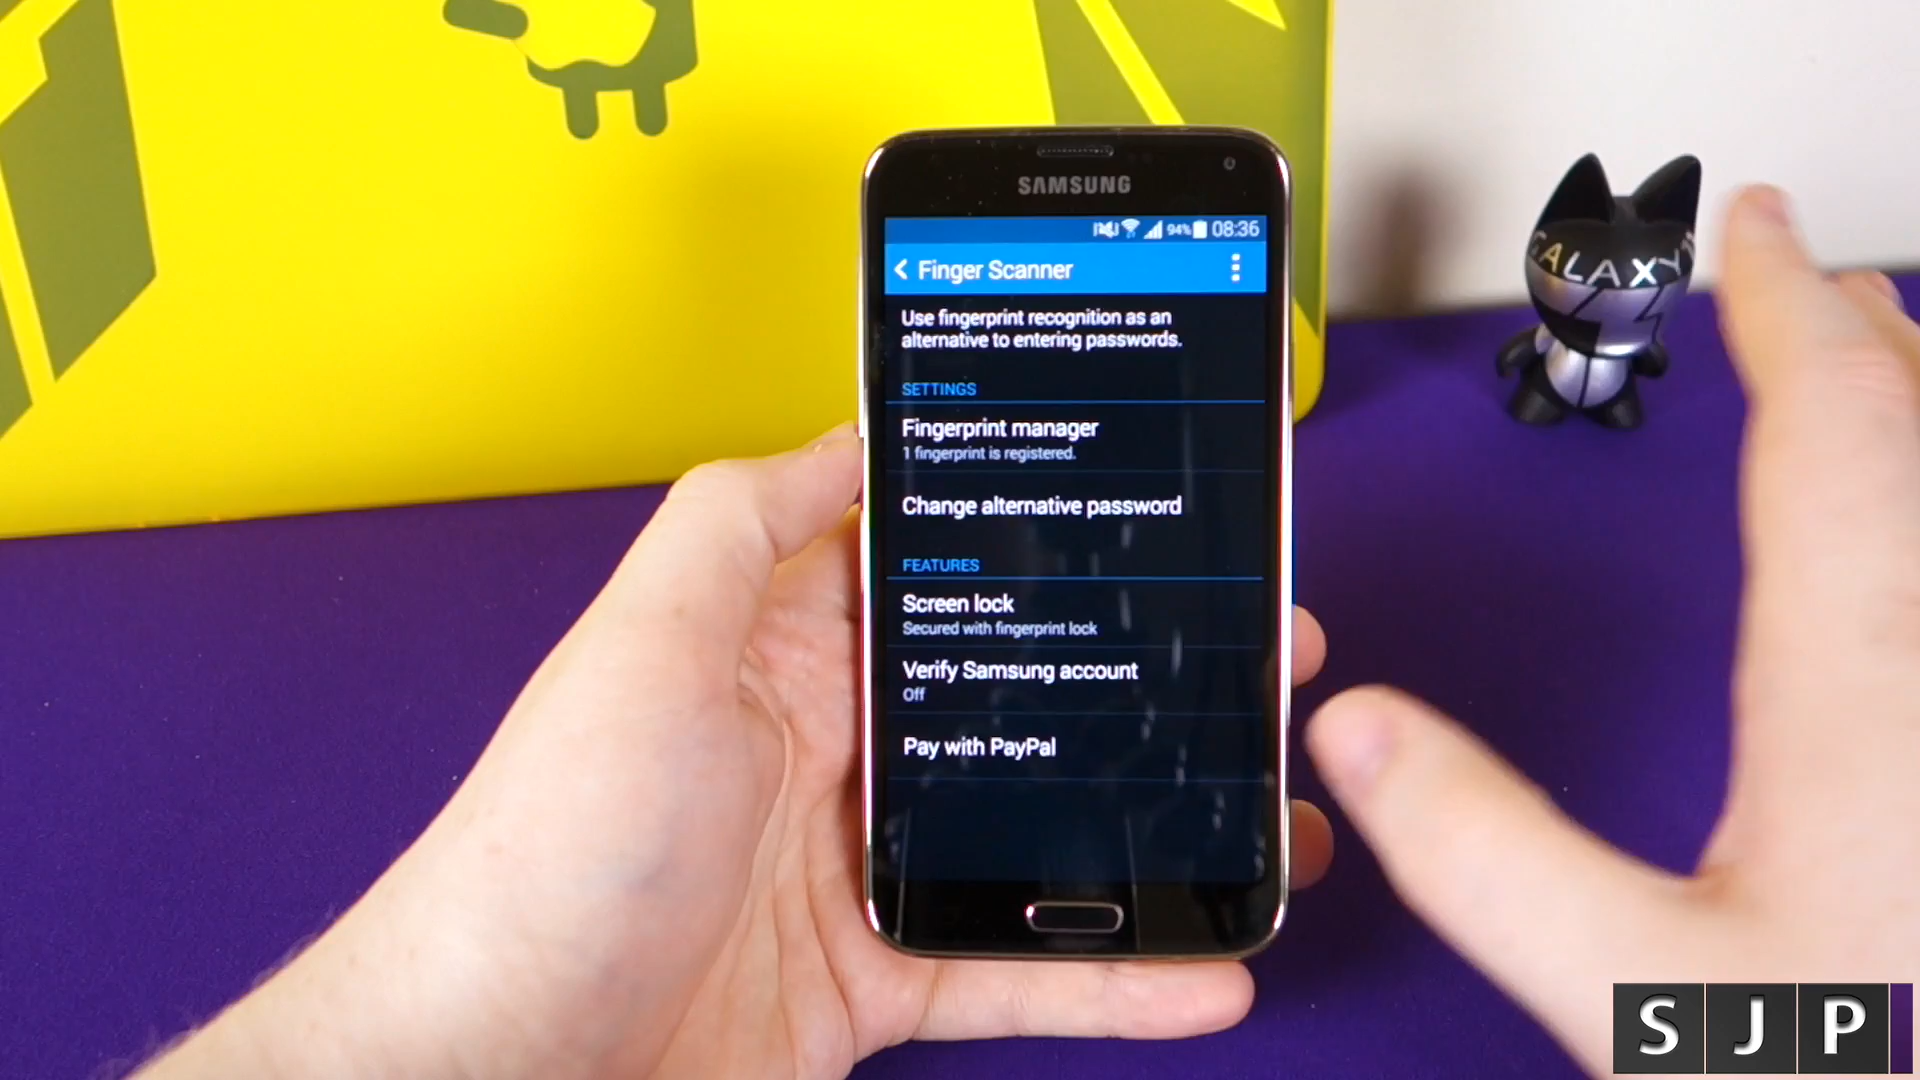 SAMSUNG
94% 08:36
Finger Scanner
Use fingerprint recognition as an
alternative to entering passwords.
SETTINGS
Fingerprint manager
1 fingerprint is registered.
Change alternative password
FEATURES
Screen lock
Secured with fingerprint lock
Verify Samsung account
Off
Pay with PayPal
GALAXY
SJP